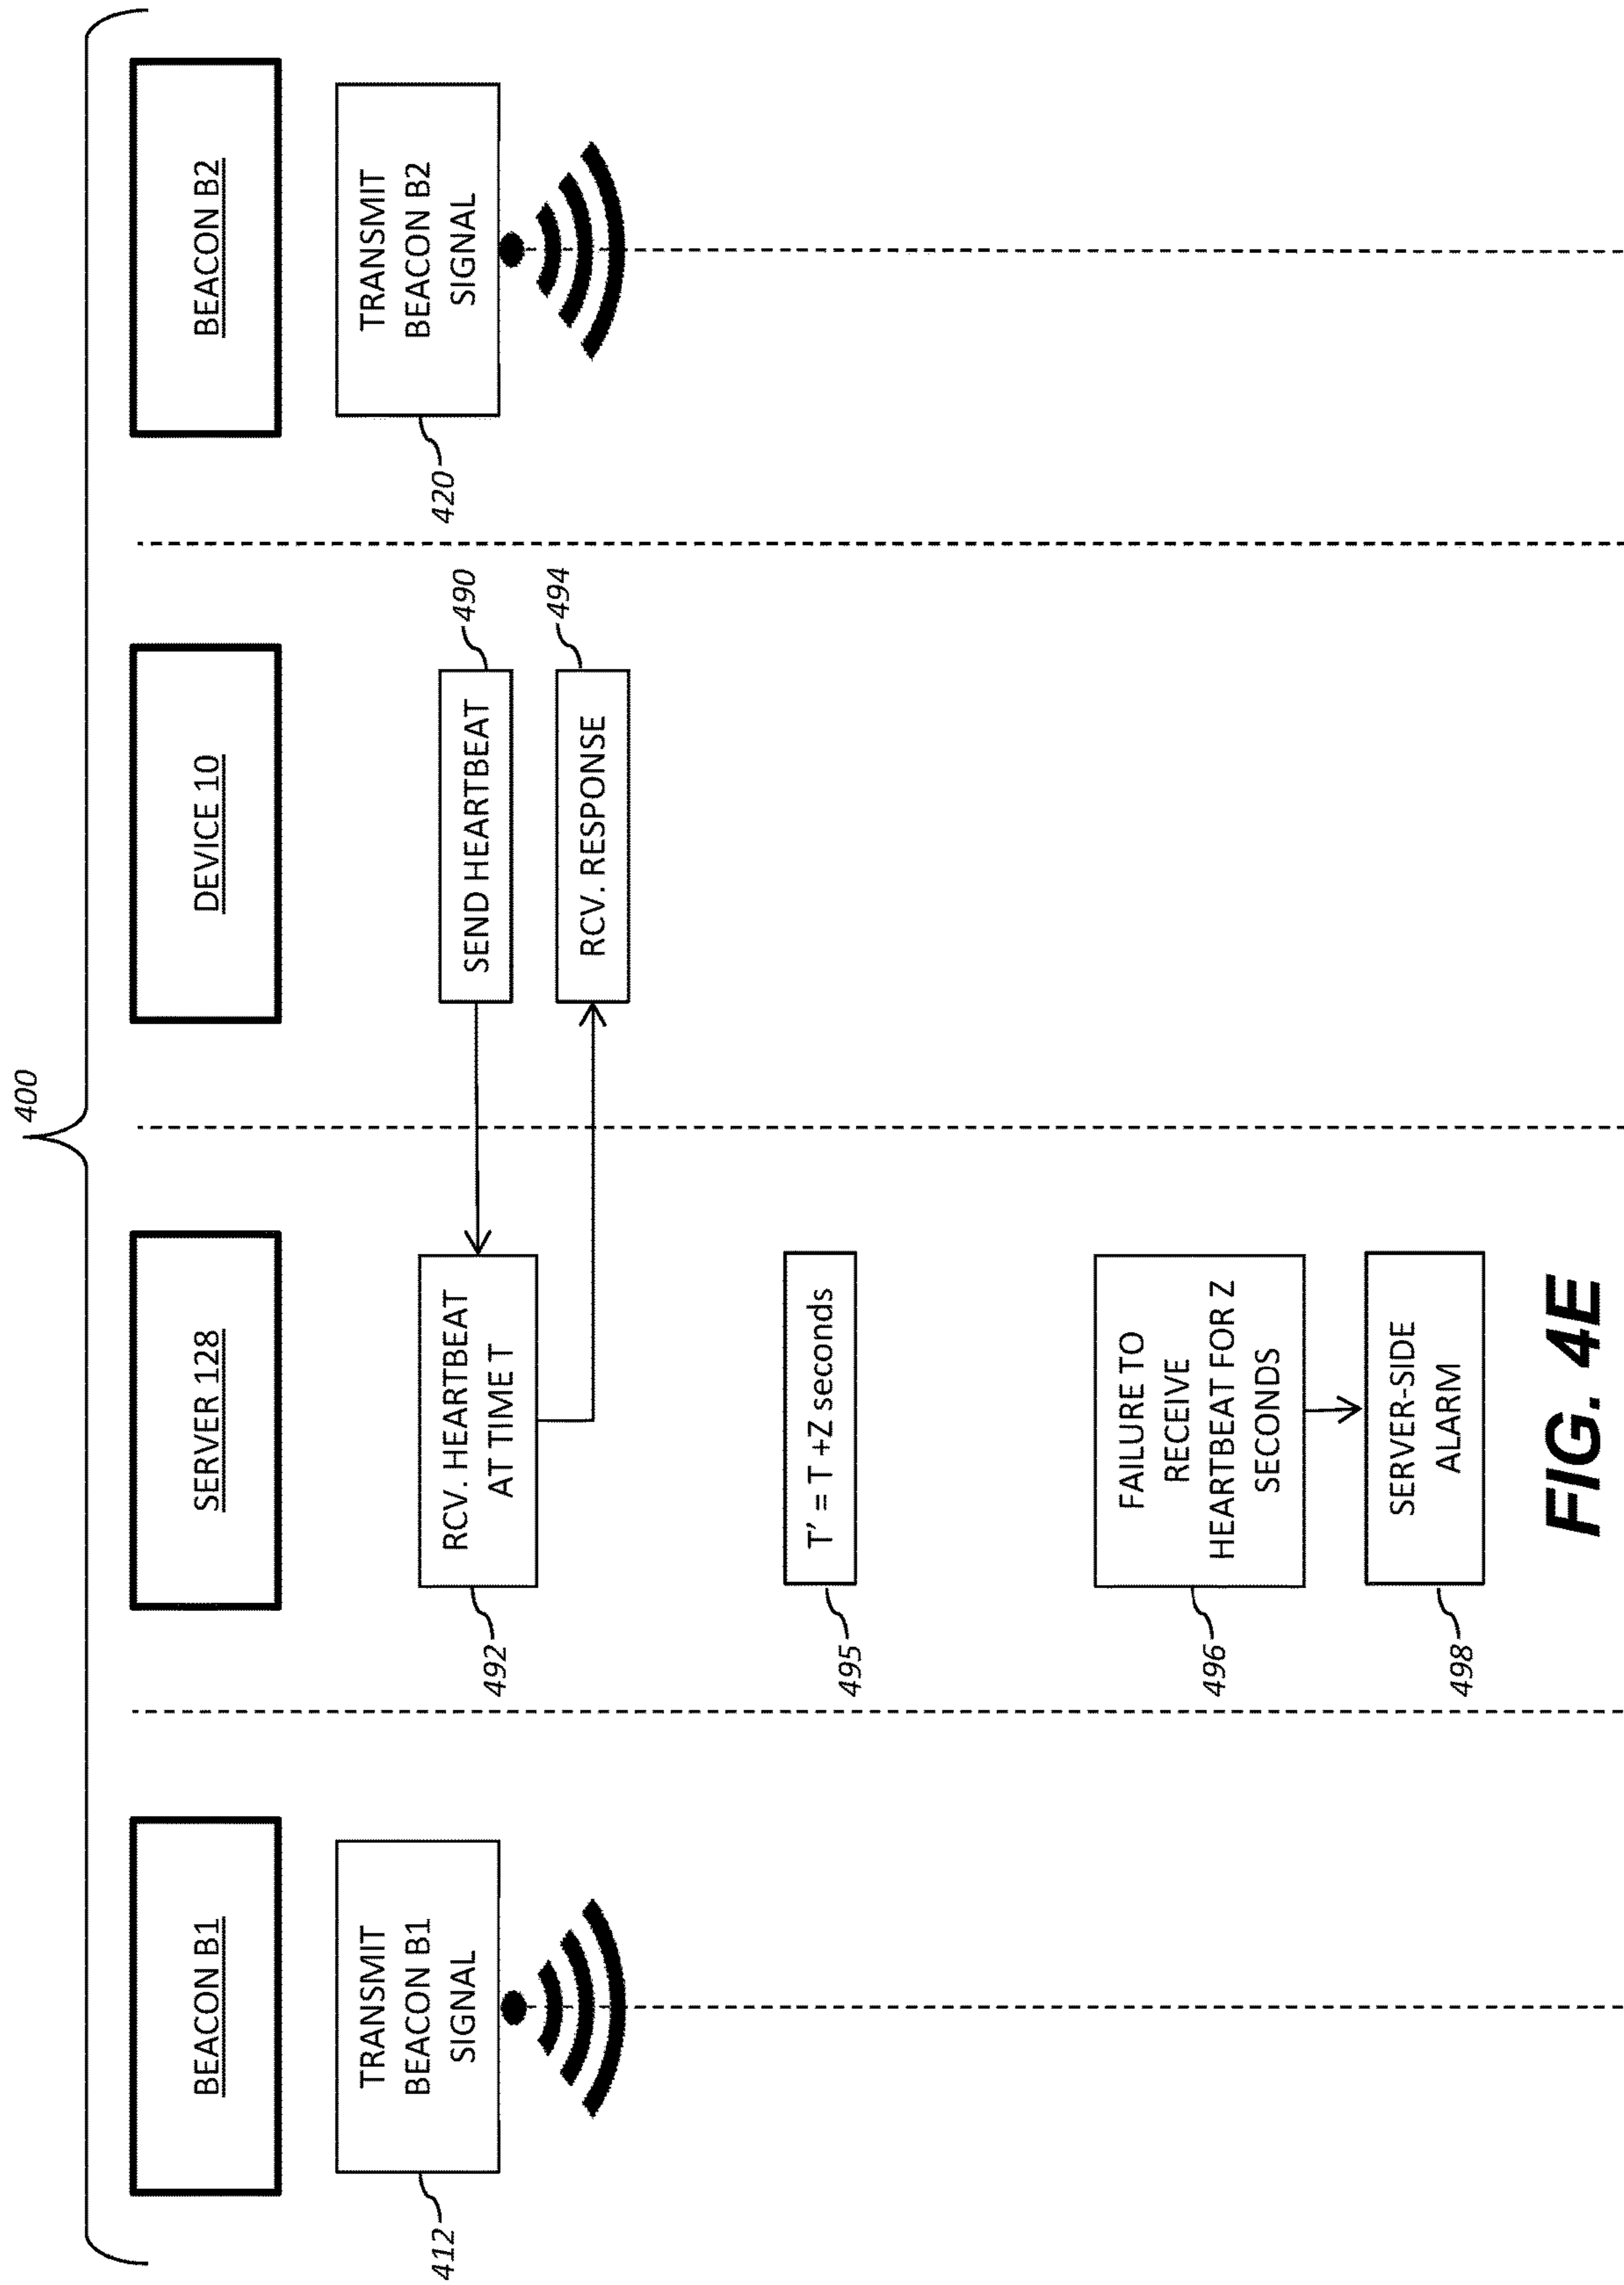 400
BEACON B1
SERVER 128
DEVICE 10
BEACON B2
412
TRANSMIT
BEACON B1
SIGNAL
420
TRANSMIT
BEACON B2
SIGNAL
SEND HEARTBEAT
490
492
RCV. HEARTBEAT
AT TIME T
RCV. RESPONSE
494
495
T' = T +Z seconds
496
FAILURE TO
RECEIVE
HEARTBEAT FOR Z
SECONDS
498
SERVER-SIDE
ALARM
FIG. 4E